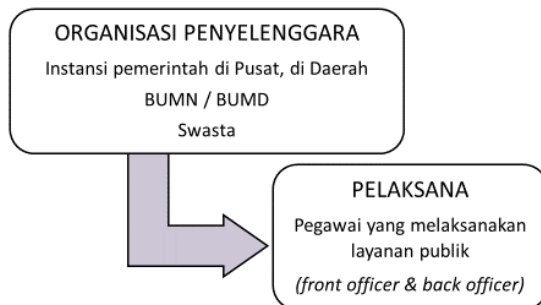 ORGANISASI PENYELENGGARA
Instansi pemerintah di Pusat, di Daerah
BUMN / BUMD
Swasta
PELAKSANA
Pegawai yang melaksanakan
layanan publik
(front officer & back officer)